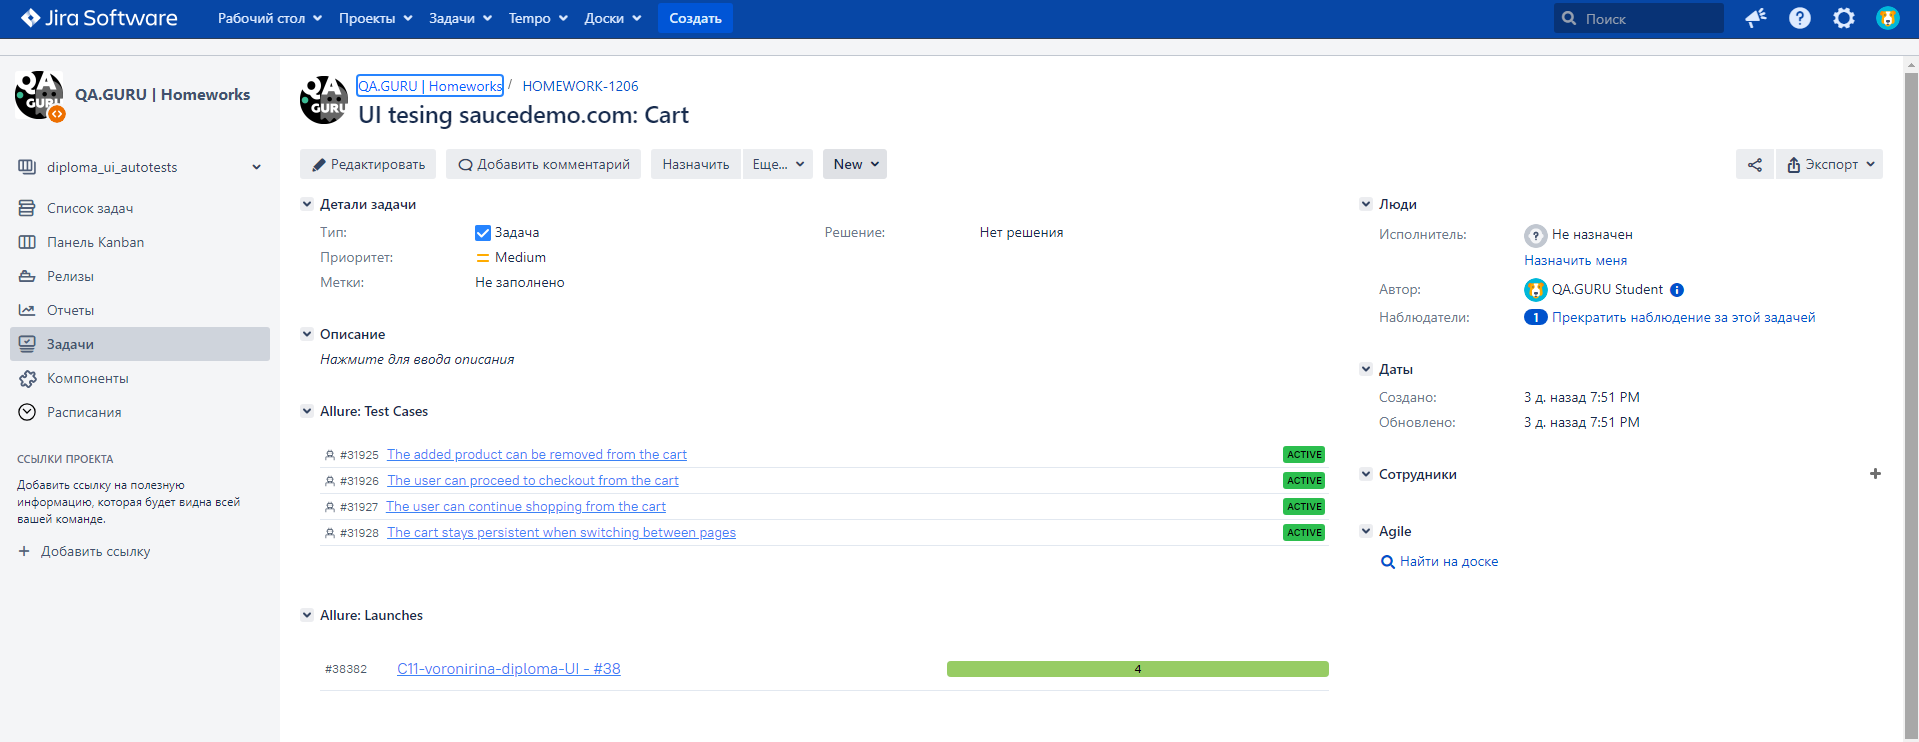 Jira Software
Рабочий стол
Проекты
Задачи
Tempo
Доски
Создать
Поиск
QA
GURU
QA.GURU | Homeworks
diploma_ui_autotests
Список задач
Панель Kanban
Релизы
Отчеты
Задачи
Компоненты
Расписания
ССЫЛКИ ПРОЕКТА
Добавить ссылку на полезную
информацию, которая будет видна всей
вашей команде.
+ Добавить ссылку
QA
GURU
QA.GURU | Homeworks / HOMEWORK-1206
UI tesing saucedemo.com: Cart
Редактировать
Добавить комментарий
Назначить
Еще...
New
Экспорт
Детали задачи
Тип: Задача
Решение: Нет решения
Приоритет: Medium
Метки: Не заполнено
Описание
Нажмите для ввода описания
Allure: Test Cases
#31925 The added product can be removed from the cart ACTIVE
#31926 The user can proceed to checkout from the cart ACTIVE
#31927 The user can continue shopping from the cart ACTIVE
#31928 The cart stays persistent when switching between pages ACTIVE
Allure: Launches
#38382 C11-voronirina-diploma-UI - #38 4
Люди
Исполнитель: Не назначен
Назначить меня
Автор: QA.GURU Student
Наблюдатели: 1 Прекратить наблюдение за этой задачей
Даты
Создано: 3 д. назад 7:51 PM
Обновлено: 3 д. назад 7:51 PM
Сотрудники
Agile
Найти на доске